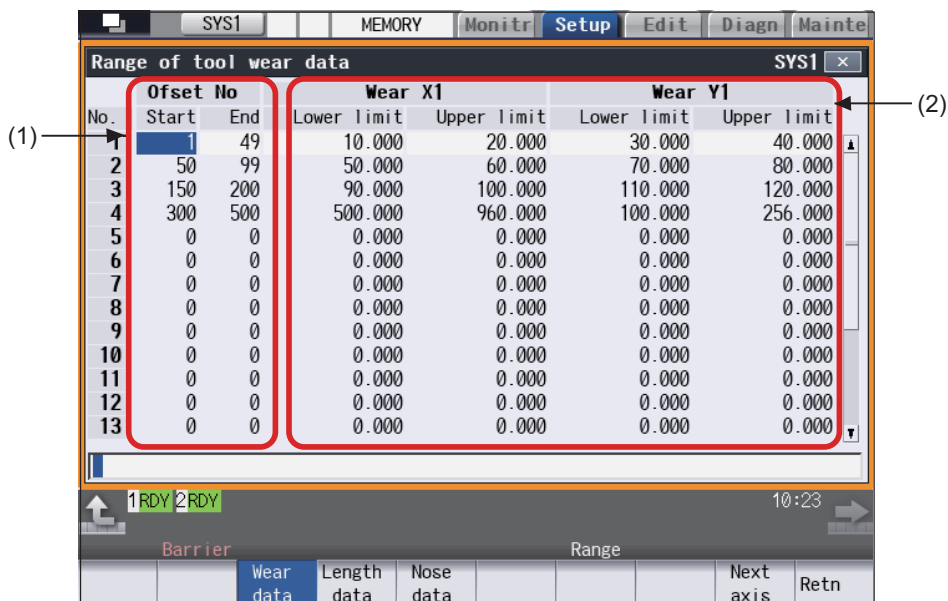 SYS1 MEMORY Monitr Setup Edit Diagn Mainte
Range of tool wear data SYS1 ×
Ofset No Wear X1 Wear Y1
No. Start End Lower limit Upper limit Lower limit Upper limit
1 1 49 10.000 20.000 30.000 40.000
2 50 99 50.000 60.000 70.000 80.000
3 150 200 90.000 100.000 110.000 120.000
4 300 500 500.000 960.000 100.000 256.000
5 0 0 0.000 0.000 0.000 0.000
6 0 0 0.000 0.000 0.000 0.000
7 0 0 0.000 0.000 0.000 0.000
8 0 0 0.000 0.000 0.000 0.000
9 0 0 0.000 0.000 0.000 0.000
10 0 0 0.000 0.000 0.000 0.000
11 0 0 0.000 0.000 0.000 0.000
12 0 0 0.000 0.000 0.000 0.000
13 0 0 0.000 0.000 0.000 0.000
(1)
(2)
1 RDY 2 RDY 10:23
Barrier Range
Wear data Length data Nose data Next axis Retn